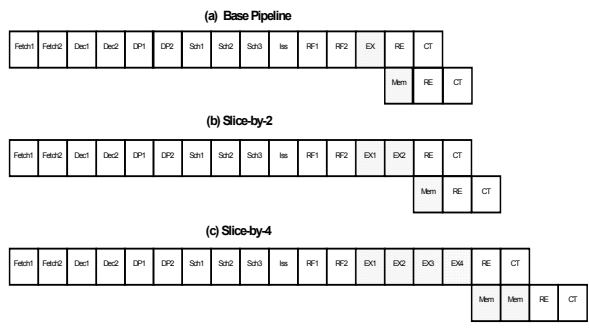 (a) Base Pipeline
Fetch1 Fetch2 Dec1 Dec2 DP1 DP2 Sch1 Sch2 Sch3 Iss RF1 RF2 EX RE CT
Mem RE CT
(b) Slice-by-2
Fetch1 Fetch2 Dec1 Dec2 DP1 DP2 Sch1 Sch2 Sch3 Iss RF1 RF2 EX1 EX2 RE CT
Mem RE CT
(c) Slice-by-4
Fetch1 Fetch2 Dec1 Dec2 DP1 DP2 Sch1 Sch2 Sch3 Iss RF1 RF2 EX1 EX2 EX3 EX4 RE CT
Mem Mem RE CT